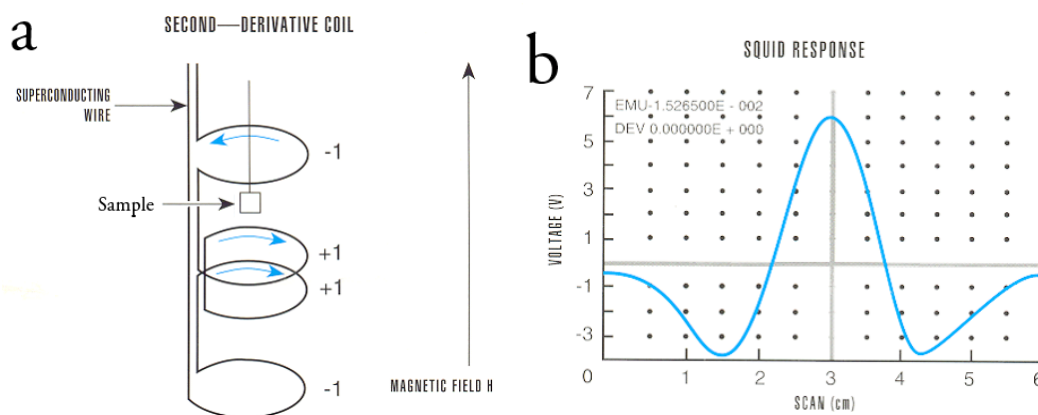 a
SECOND—DERIVATIVE COIL
SUPERCONDUCTING
WIRE
-1
Sample
+1
+1
-1
MAGNETIC FIELD H
b
SQUID RESPONSE
EMU-1.526500E - 002
DEV 0.000000E + 000
VOLTAGE (V)
7
5
3
1
-1
-3
0
1
2
3
4
5
6
SCAN (cm)